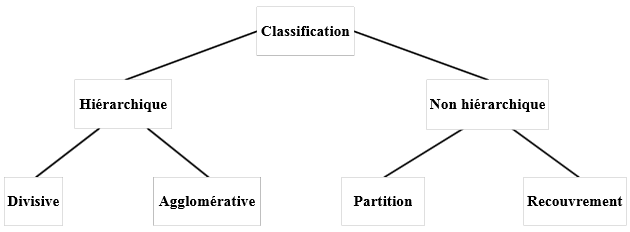 Classification
Hiérarchique
Non hiérarchique
Divisive
Agglomérative
Partition
Recouvrement